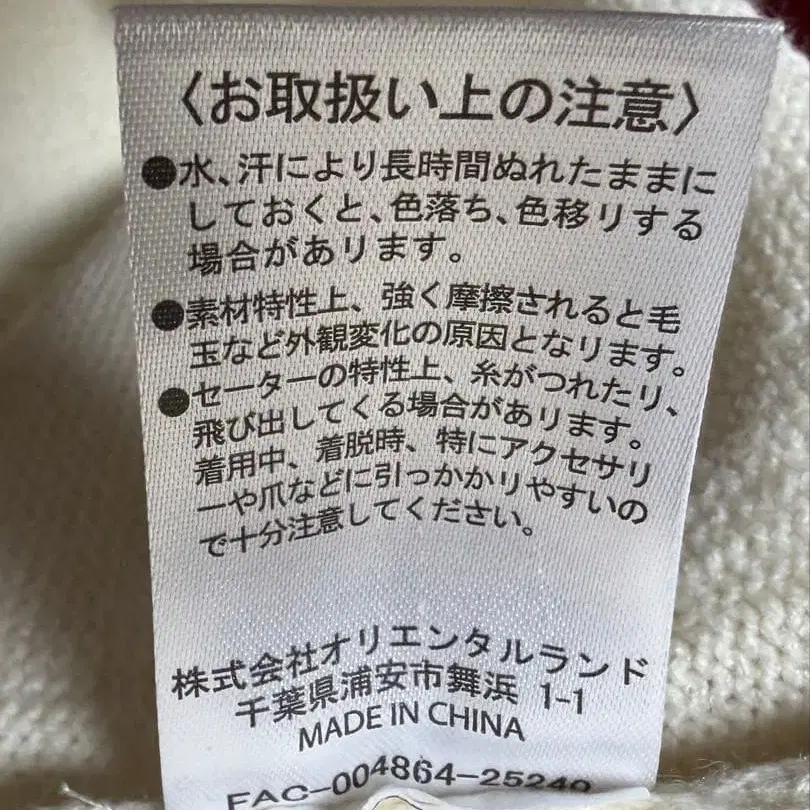 〈お取扱い上の注意〉
●水、汗により長時間ぬれたままに
しておくと、色落ち、色移りする
場合があります。
●素材特性上、強く摩擦されると毛
玉など外観変化の原因となります。
●セーターの特性上、糸がつれたり、
飛び出してくる場合があります。
着用中、着脱時、特にアクセサリ
ーや爪などに引っかかりやすいの
で十分注意してください。
株式会社オリエンタルランド
千葉県浦安市舞浜 1-1
MADE IN CHINA
FAC-004864-25240